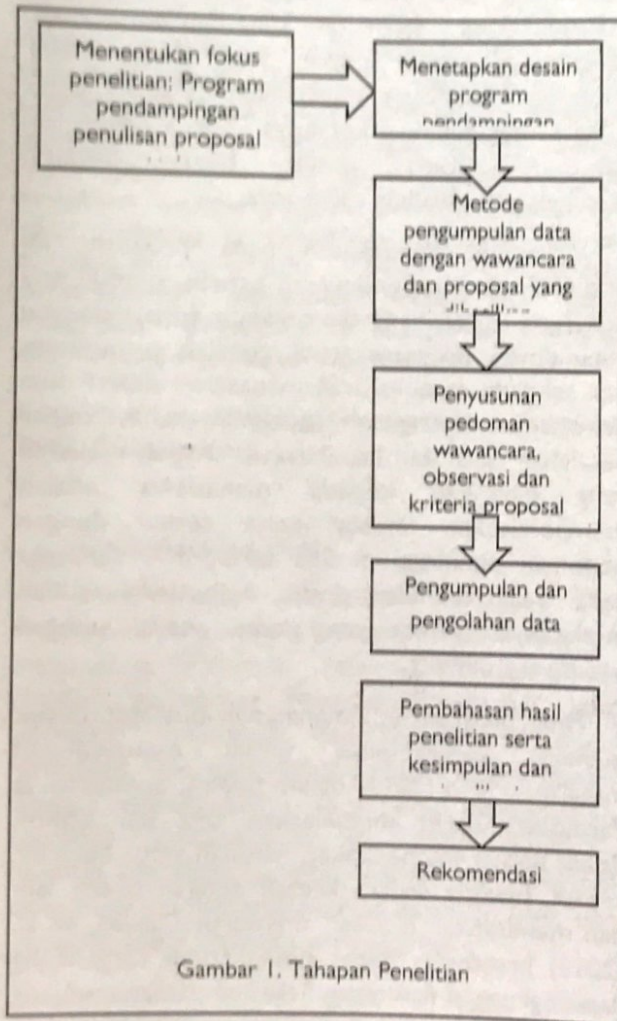 Menentukan fokus
penelitian: Program
pendampingan
penulisan proposal
Menetapkan desain
program
pendampingan
Metode
pengumpulan data
dengan wawancara
dan proposal yang
Penyusunan
pedoman
wawancara,
observasi dan
kriteria proposal
Pengumpulan dan
pengolahan data
Pembahasan hasil
penelitian serta
kesimpulan dan
Rekomendasi
Gambar 1. Tahapan Penelitian